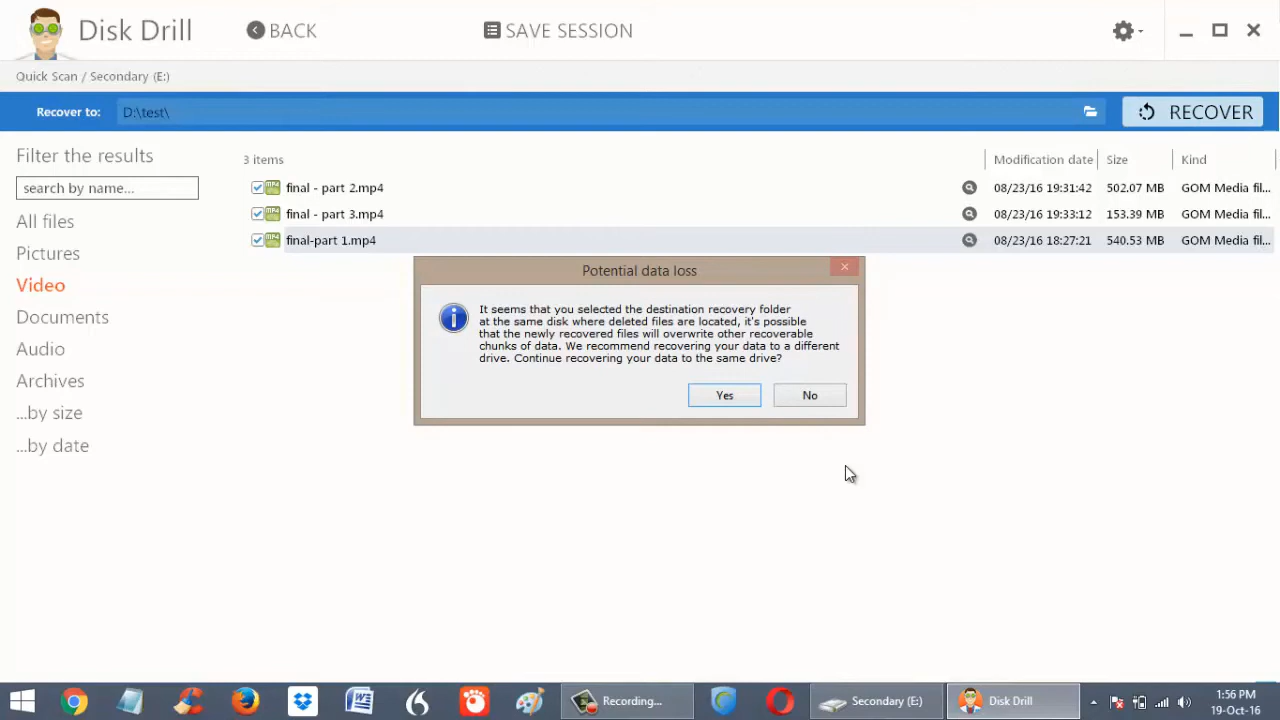 Disk Drill
BACK
SAVE SESSION
Quick Scan / Secondary (E:)
Recover to:
D:\test\
RECOVER
Filter the results
3 items
Modification date
Size
Kind
search by name...
final - part 2.mp4
08/23/16 19:31:42
502.07 MB
GOM Media fil...
All files
final - part 3.mp4
08/23/16 19:33:12
153.39 MB
GOM Media fil...
final-part 1.mp4
08/23/16 18:27:21
540.53 MB
GOM Media fil...
Pictures
Video
Documents
Audio
Archives
...by size
...by date
Potential data loss
It seems that you selected the destination recovery folder
at the same disk where deleted files are located, it's possible
that the newly recovered files will overwrite other recoverable
chunks of data. We recommend recovering your data to a different
drive. Continue recovering your data to the same drive?
Yes
No
Recording...
Secondary (E:)
Disk Drill
1:56 PM
19-Oct-16